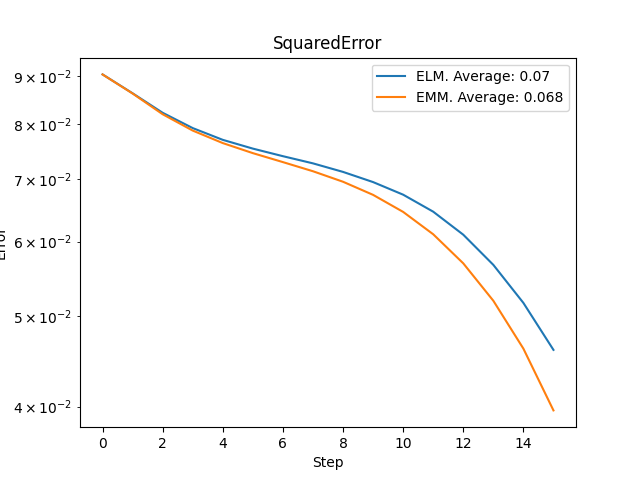 SquaredError
ELM. Average: 0.07
EMM. Average: 0.068
9 × 10⁻²
8 × 10⁻²
7 × 10⁻²
6 × 10⁻²
5 × 10⁻²
4 × 10⁻²
Error
0 2 4 6 8 10 12 14
Step